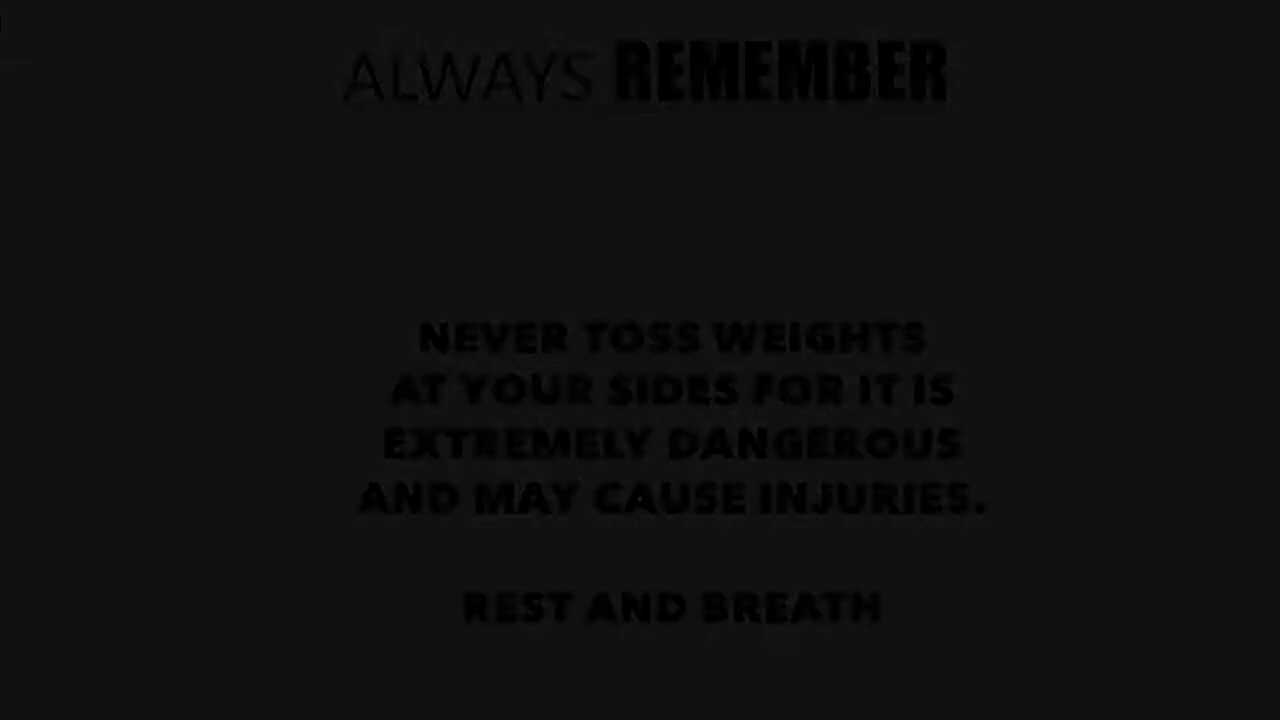 ALWAYS REMEMBER
NEVER TOSS WEIGHTS
AT YOUR SIDES FOR IT IS
EXTREMELY DANGEROUS
AND MAY CAUSE INJURIES.
REST AND BREATH